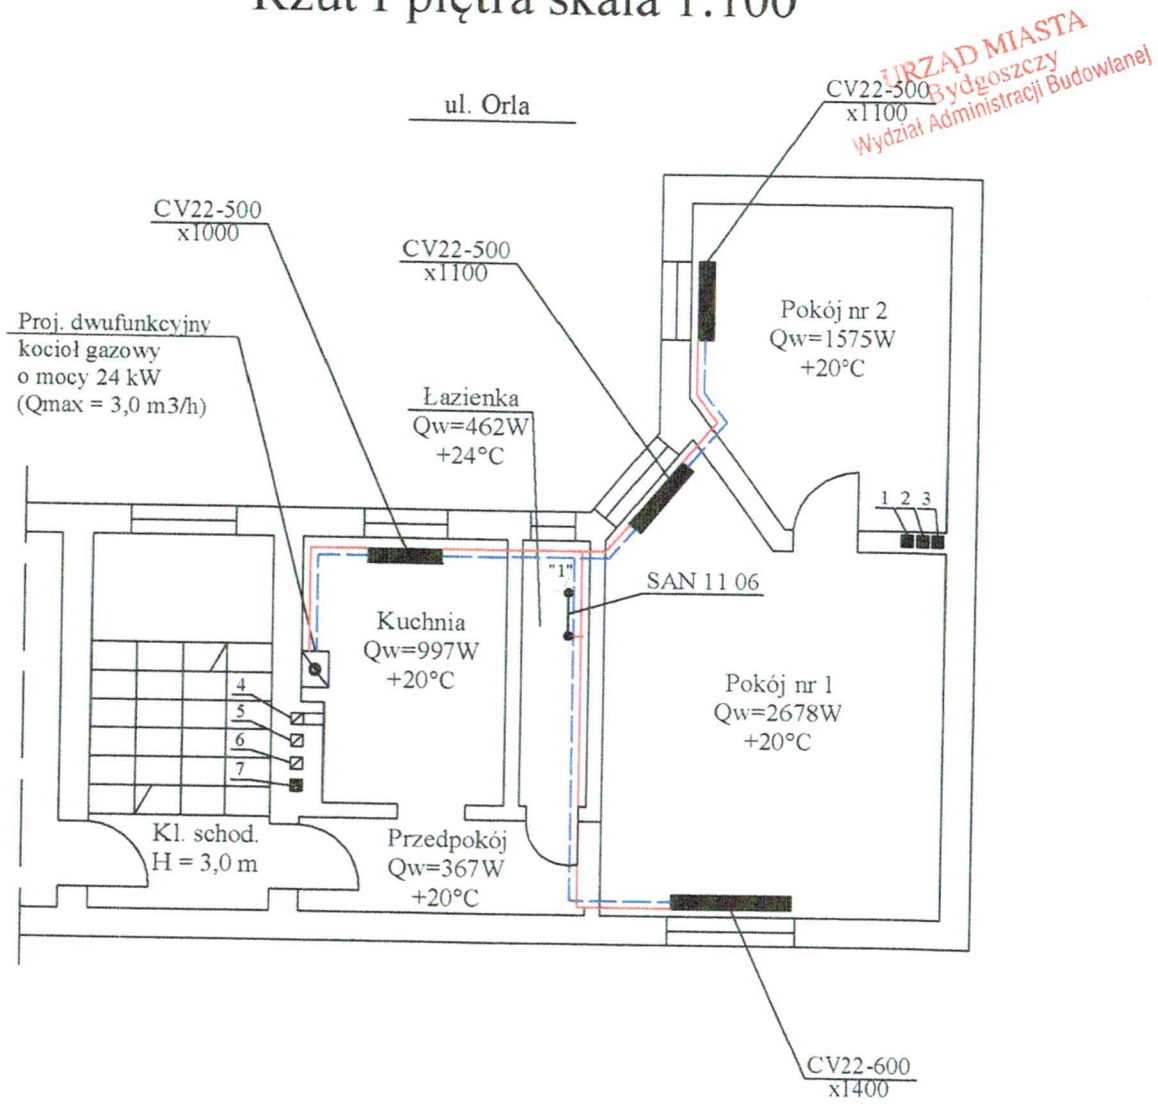 Rzut I piętra skala 1:100
URZĄD MIASTA
Bydgoszczy
Wydział Administracji Budowlanej
ul. Orla
CV22-500
x1100
CV22-500
x1000
CV22-500
x1100
Proj. dwufunkcyjny
kocioł gazowy
o mocy 24 kW
(Qmax = 3,0 m3/h)
Pokój nr 2
Qw=1575W
+20°C
Łazienka
Qw=462W
+24°C
1 2 3
"1"
SAN 11 06
Kuchnia
Qw=997W
+20°C
4
5
6
7
Pokój nr 1
Qw=2678W
+20°C
Kl. schod.
H = 3,0 m
Przedpokój
Qw=367W
+20°C
CV22-600
x1400